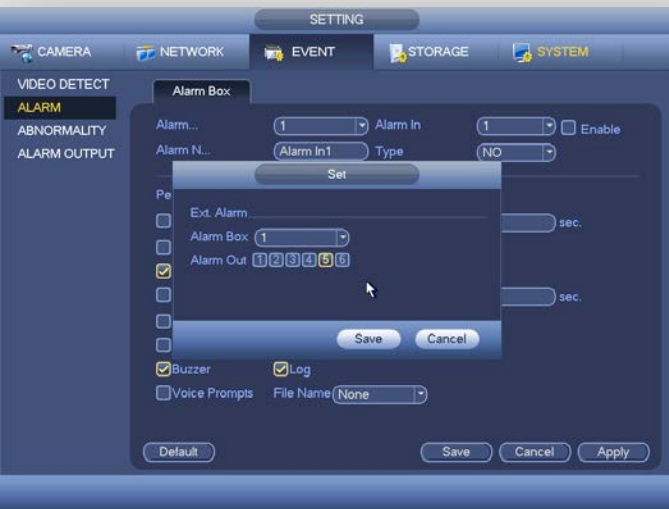 SETTING
CAMERA NETWORK EVENT STORAGE SYSTEM
VIDEO DETECT
ALARM
ABNORMALITY
ALARM OUTPUT
Alarm Box
Alarm... 1 Alarm In 1 Enable
Alarm N... Alarm In1 Type NO
Set
Pe
Ext. Alarm
sec.
Alarm Box 1
Alarm Out 1 2 3 4 5 6
sec.
Save Cancel
Buzzer Log
Voice Prompts File Name None
Default Save Cancel Apply